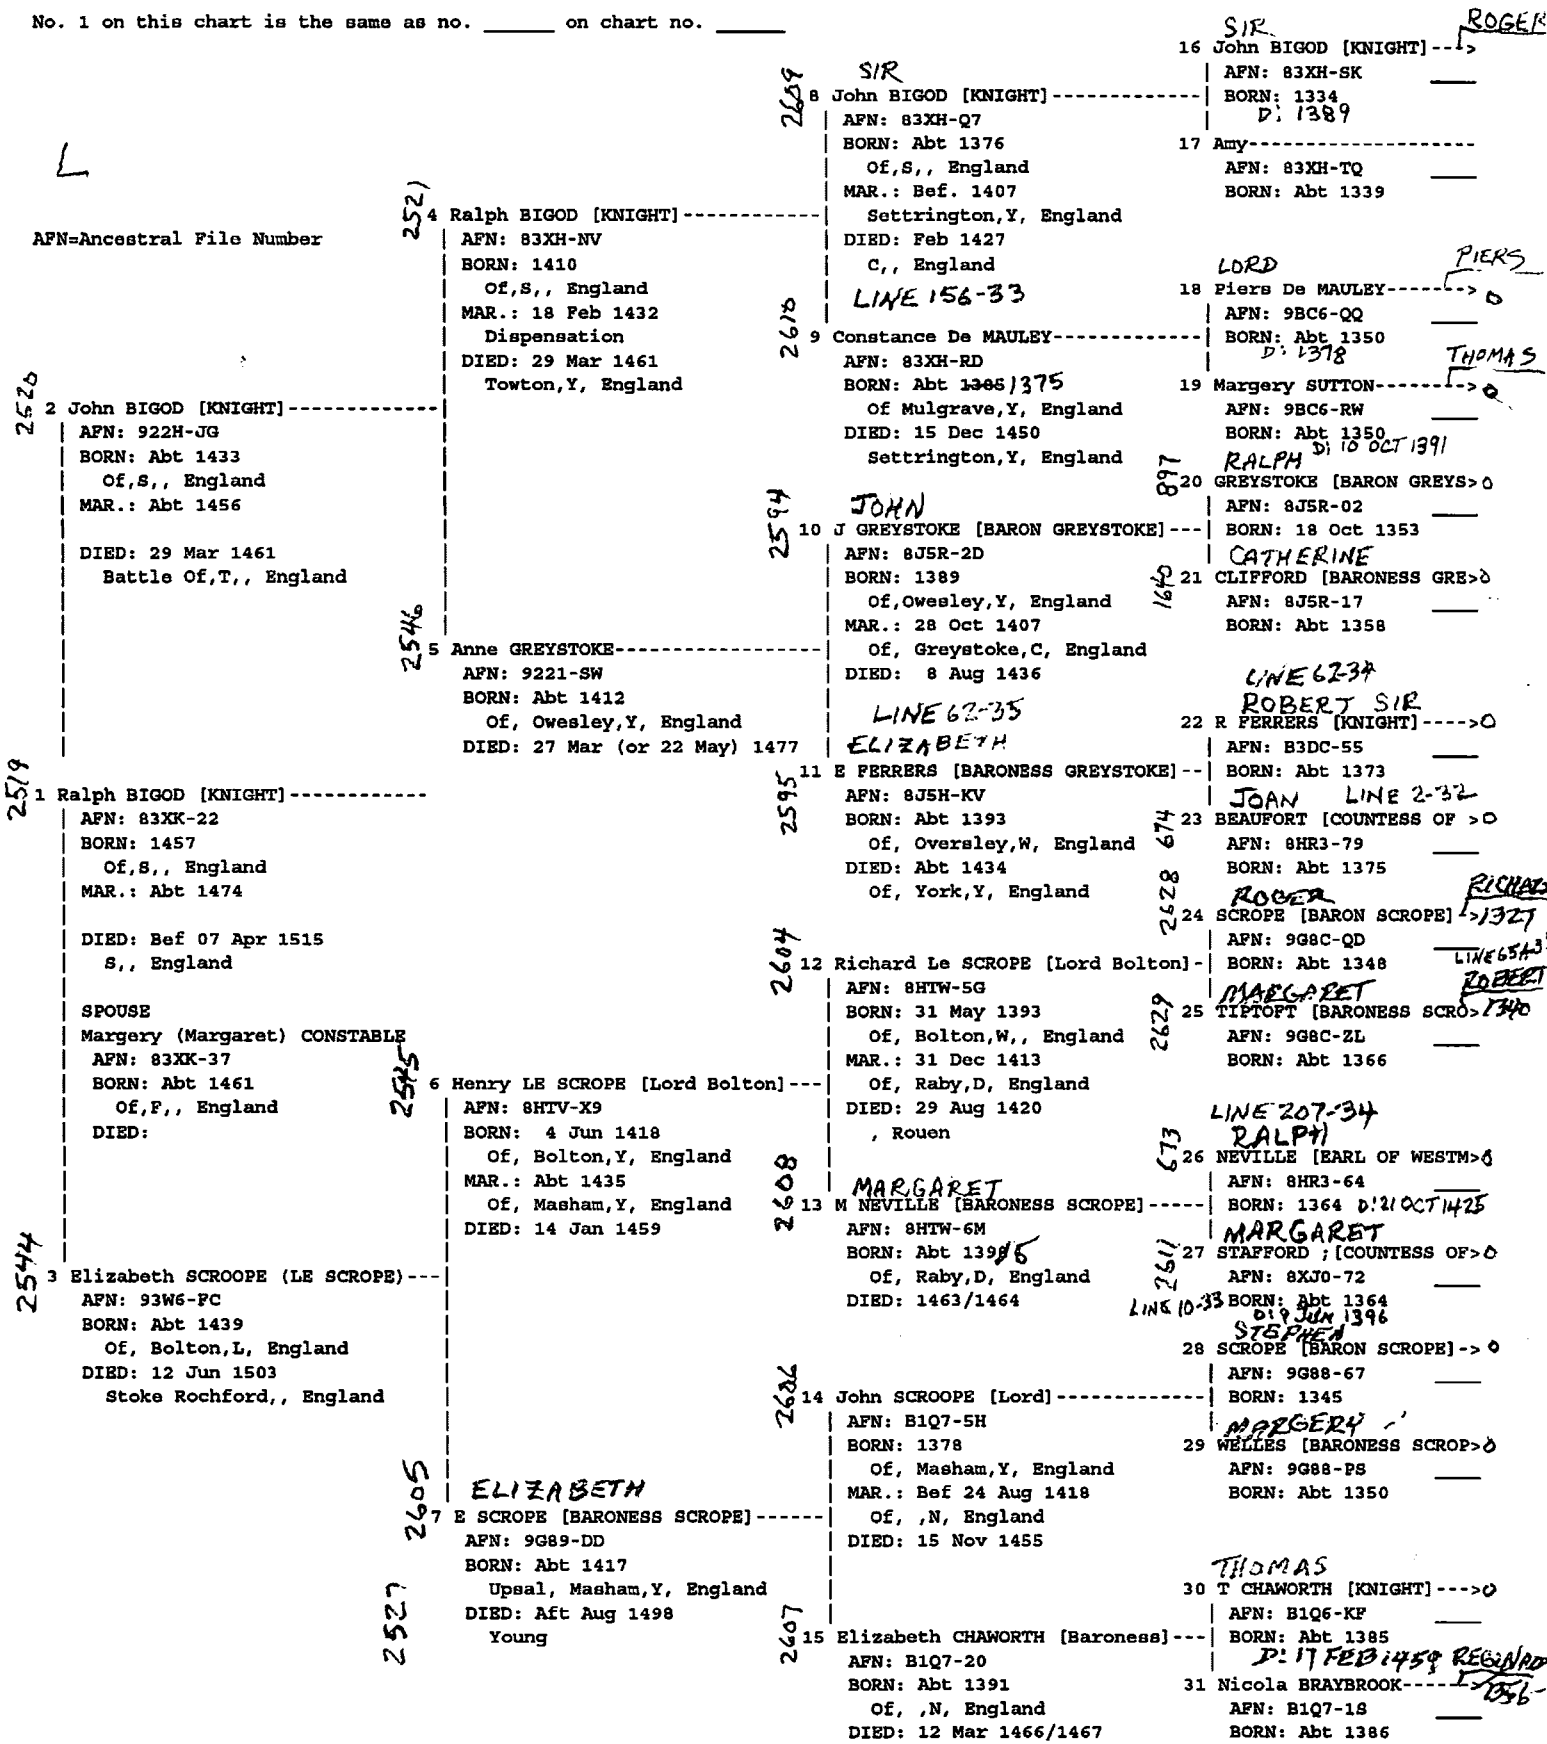 No. 1 on this chart is the same as no. ______ on chart no. ______
L
AFN=Ancestral File Number
2519
1 Ralph BIGOD [KNIGHT]
AFN: 83XK-22
BORN: 1457
Of,S,, England
MAR.: Abt 1474
DIED: Bef 07 Apr 1515
S,, England
SPOUSE
Margery (Margaret) CONSTABLE
AFN: 83XK-37
BORN: Abt 1461
Of,F,, England
DIED:
2520
2 John BIGOD [KNIGHT]
AFN: 922H-JG
BORN: Abt 1433
Of,S,, England
MAR.: Abt 1456
DIED: 29 Mar 1461
Battle Of,T,, England
2544
3 Elizabeth SCROOPE (LE SCROPE)
AFN: 93W6-FC
BORN: Abt 1439
Of, Bolton,L, England
DIED: 12 Jun 1503
Stoke Rochford,, England
2521
4 Ralph BIGOD [KNIGHT]
AFN: 83XH-NV
BORN: 1410
Of,S,, England
MAR.: 18 Feb 1432
Dispensation
DIED: 29 Mar 1461
Towton,Y, England
2546
5 Anne GREYSTOKE
AFN: 9221-SW
BORN: Abt 1412
Of, Owesley,Y, England
DIED: 27 Mar (or 22 May) 1477
2545
6 Henry LE SCROPE [Lord Bolton]
AFN: 8HTV-X9
BORN: 4 Jun 1418
Of, Bolton,Y, England
MAR.: Abt 1435
Of, Masham,Y, England
DIED: 14 Jan 1459
2605
ELIZABETH
7 E SCROPE [BARONESS SCROPE]
AFN: 9G89-DD
BORN: Abt 1417
Upsal, Masham,Y, England
DIED: Aft Aug 1498
Young
2527
SIR
8 John BIGOD [KNIGHT]
AFN: 83XH-Q7
BORN: Abt 1376
Of,S,, England
MAR.: Bef. 1407
Settrington,Y, England
DIED: Feb 1427
C,, England
LINE 156-33
9 Constance De MAULEY
AFN: 83XH-RD
BORN: Abt 1385 1375
Of Mulgrave,Y, England
DIED: 15 Dec 1450
Settrington,Y, England
2594
JOHN
10 J GREYSTOKE [BARON GREYSTOKE]
AFN: 8J5R-2D
BORN: 1389
Of,Owesley,Y, England
MAR.: 28 Oct 1407
Of, Greystoke,C, England
DIED: 8 Aug 1436
LINE 62-35
ELIZABETH
2595
11 E FERRERS [BARONESS GREYSTOKE]
AFN: 8J5H-KV
BORN: Abt 1393
Of, Oversley,W, England
DIED: Abt 1434
Of, York,Y, England
2604
12 Richard Le SCROPE [Lord Bolton]
AFN: 8HTW-5G
BORN: 31 May 1393
Of, Bolton,W,, England
MAR.: 31 Dec 1413
Of, Raby,D, England
DIED: 29 Aug 1420
, Rouen
2608
MARGARET
13 M NEVILLE [BARONESS SCROPE]
AFN: 8HTW-6M
BORN: Abt
Of, Raby,D, England
DIED: 1463/1464
2606
14 John SCROOPE [Lord]
AFN: B1Q7-5H
BORN: 1378
Of, Masham,Y, England
MAR.: Bef 24 Aug 1418
Of, ,N, England
DIED: 15 Nov 1455
2607
15 Elizabeth CHAWORTH [Baroness]
AFN: B1Q7-20
BORN: Abt 1391
Of, ,N, England
DIED: 12 Mar 1466/1467
SIR
ROGER
16 John BIGOD [KNIGHT]--->
AFN: 83XH-SK
BORN: 1334
D: 1389
17 Amy
AFN: 83XH-TQ
BORN: Abt 1339
LORD
PIERS
18 Piers De MAULEY------>
AFN: 9BC6-QQ
BORN: Abt 1350
D: 1378
THOMAS
19 Margery SUTTON------->
AFN: 9BC6-RW
BORN: Abt 1350
D: 10 OCT 1391
897
RALPH
20 GREYSTOKE [BARON GREYS>
AFN: 8J5R-02
BORN: 18 Oct 1353
1640
CATHERINE
21 CLIFFORD [BARONESS GRE>
AFN: 8J5R-17
BORN: Abt 1358
LINE 62-34
ROBERT SIR
22 R FERRERS [KNIGHT]---->
AFN: B3DC-55
BORN: Abt 1373
674
JOAN LINE 2-32
23 BEAUFORT [COUNTESS OF >
AFN: 8HR3-79
BORN: Abt 1375
2628
ROGER
24 SCROPE [BARON SCROPE] -> 1327
AFN: 9G8C-QD
BORN: Abt 1348
ROBERT
2629
MARGARET
25 TIPTOFT [BARONESS SCRO> 1340
AFN: 9G8C-ZL
BORN: Abt 1366
LINE 207-34
673
RALPH
26 NEVILLE [EARL OF WESTM>
AFN: 8HR3-64
BORN: 1364 D: 21 OCT 1425
2611
MARGARET
27 STAFFORD ; [COUNTESS OF>
AFN: 8XJ0-72
LINE 10-33 BORN: Abt 1364
D: 9 JUN 1396
STEPHEN
28 SCROPE [BARON SCROPE]->
AFN: 9G88-67
BORN: 1345
MARGERY
29 WELLES [BARONESS SCROP>
AFN: 9G88-PS
BORN: Abt 1350
THOMAS
30 T CHAWORTH [KNIGHT]--->
AFN: B1Q6-KF
BORN: Abt 1385
D: 17 FEB 1459
31 Nicola BRAYBROOK
AFN: B1Q7-1S
BORN: Abt 1386